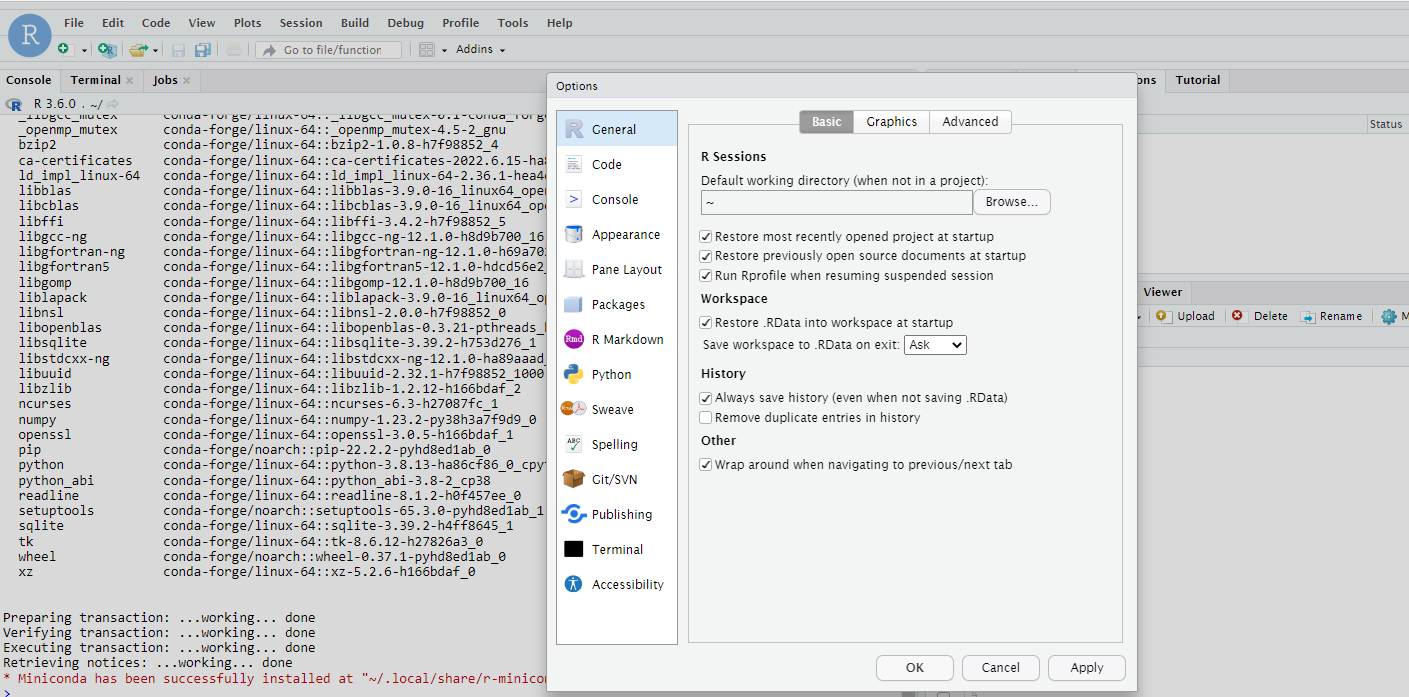 File Edit Code View Plots Session Build Debug Profile Tools Help
R
Go to file/function Addins
Console Terminal Jobs
R 3.6.0 . ~/
_libgcc_mutex conda-forge/linux-64::_libgcc_mutex-0.1-conda_forge
_openmp_mutex conda-forge/linux-64::_openmp_mutex-4.5-2_gnu
bzip2 conda-forge/linux-64::bzip2-1.0.8-h7f98852_4
ca-certificates conda-forge/linux-64::ca-certificates-2022.6.15-ha8
ld_impl_linux-64 conda-forge/linux-64::ld_impl_linux-64-2.36.1-hea4
libblas conda-forge/linux-64::libblas-3.9.0-16_linux64_ope
libcblas conda-forge/linux-64::libcblas-3.9.0-16_linux64_op
libffi conda-forge/linux-64::libffi-3.4.2-h7f98852_5
libgcc-ng conda-forge/linux-64::libgcc-ng-12.1.0-h8d9b700_16
libgfortran-ng conda-forge/linux-64::libgfortran-ng-12.1.0-h69a70
libgfortran5 conda-forge/linux-64::libgfortran5-12.1.0-hdcd56e2_
libgomp conda-forge/linux-64::libgomp-12.1.0-h8d9b700_16
liblapack conda-forge/linux-64::liblapack-3.9.0-16_linux64_o
libnsl conda-forge/linux-64::libnsl-2.0.0-h7f98852_0
libopenblas conda-forge/linux-64::libopenblas-0.3.21-pthreads_
libsqlite conda-forge/linux-64::libsqlite-3.39.2-h753d276_1
libstdcxx-ng conda-forge/linux-64::libstdcxx-ng-12.1.0-ha89aaad_
libuuid conda-forge/linux-64::libuuid-2.32.1-h7f98852_1000
libzlib conda-forge/linux-64::libzlib-1.2.12-h166bdaf_2
ncurses conda-forge/linux-64::ncurses-6.3-h27087fc_1
numpy conda-forge/linux-64::numpy-1.23.2-py38h3a7f9d9_0
openssl conda-forge/linux-64::openssl-3.0.5-h166bdaf_1
pip conda-forge/noarch::pip-22.2.2-pyhd8ed1ab_0
python conda-forge/linux-64::python-3.8.13-ha86cf86_0_cpy
python_abi conda-forge/linux-64::python_abi-3.8-2_cp38
readline conda-forge/linux-64::readline-8.1.2-h0f457ee_0
setuptools conda-forge/noarch::setuptools-65.3.0-pyhd8ed1ab_1
sqlite conda-forge/linux-64::sqlite-3.39.2-h4ff8645_1
tk conda-forge/linux-64::tk-8.6.12-h27826a3_0
wheel conda-forge/noarch::wheel-0.37.1-pyhd8ed1ab_0
xz conda-forge/linux-64::xz-5.2.6-h166bdaf_0
Preparing transaction: ...working... done
Verifying transaction: ...working... done
Executing transaction: ...working... done
Retrieving notices: ...working... done
* Miniconda has been successfully installed at "~/.local/share/r-minico
>
Options
General
Code
Console
Appearance
Pane Layout
Packages
Rmd R Markdown
Python
Sweave
ABC Spelling
Git/SVN
Publishing
Terminal
Accessibility
Basic Graphics Advanced
R Sessions
Default working directory (when not in a project):
~ Browse...
Restore most recently opened project at startup
Restore previously open source documents at startup
Run Rprofile when resuming suspended session
Workspace
Restore .RData into workspace at startup
Save workspace to .RData on exit: Ask
History
Always save history (even when not saving .RData)
Remove duplicate entries in history
Other
Wrap around when navigating to previous/next tab
OK Cancel Apply
ons Tutorial
Status
Viewer
Upload Delete Rename M